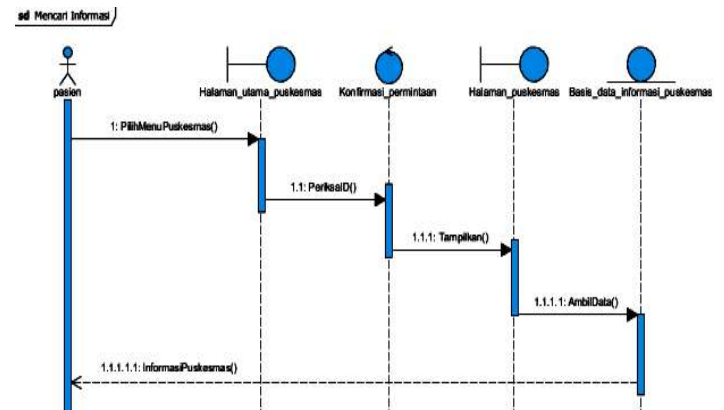 sd Mencari Informasi
pasien
Halaman_utama_puskesmas
Konfirmasi_permintaan
Halaman_puskesmas
Basis_data_informasi_puskesmas
1: PilihMenuPuskesmas()
1.1: PeriksaID()
1.1.1: Tampilkan()
1.1.1.1: AmbilData()
1.1.1.1.1: InformasiPuskesmas()